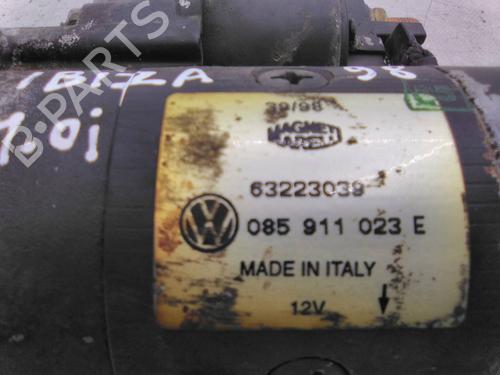 B-PARTS
IBIZA 98
1.0i
39/98
MAGNETI
MARELLI
63223039
VW
085 911 023 E
MADE IN ITALY
12V